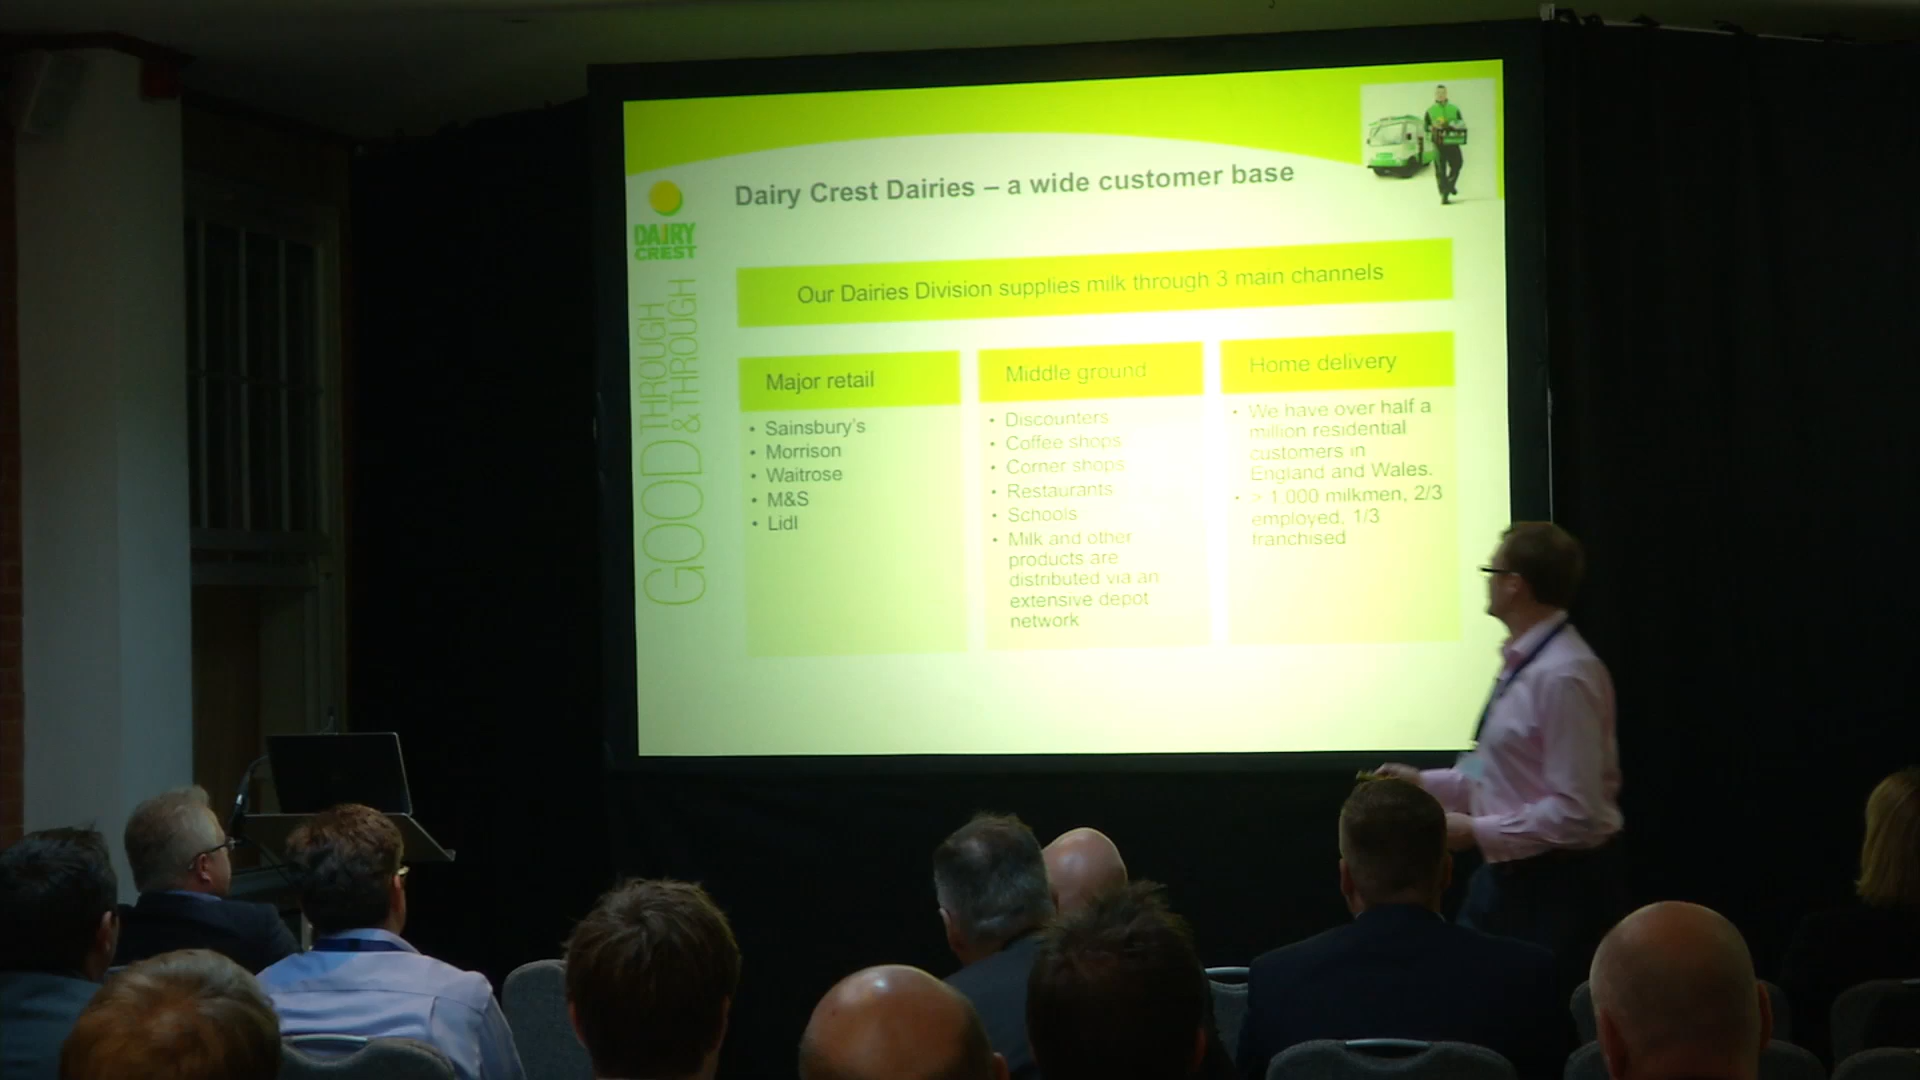 Dairy Crest Dairies – a wide customer base
DAIRY
CREST
GOOD THROUGH
& THROUGH
Our Dairies Division supplies milk through 3 main channels
Major retail
• Sainsbury's
• Morrison
• Waitrose
• M&S
• Lidl
Middle ground
• Discounters
• Coffee shops
• Corner shops
• Restaurants
• Schools
• Milk and other
products are
distributed via an
extensive depot
network
Home delivery
• We have over half a
million residential
customers in
England and Wales.
• > 1,000 milkmen, 2/3
employed, 1/3
franchised